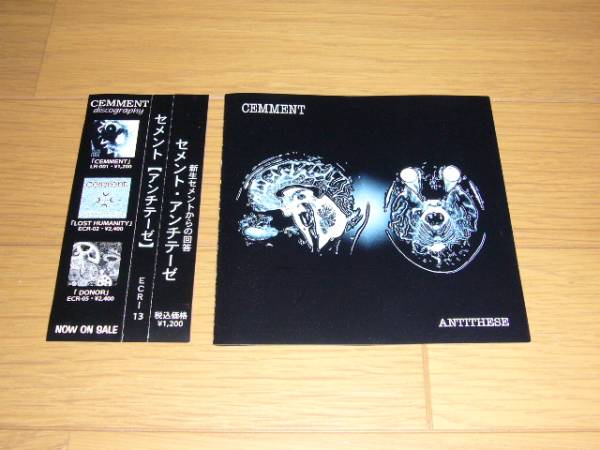 CEMMENT
discography
「CEMMENT」
LR-001・¥1,200
「LOST HUMANITY」
ECR-02・¥2,400
「DONOR」
ECR-05・¥2,400
NOW ON SALE
セメント【アンチテーゼ】
ECRI
13
新生セメントからの回答
セメント・アンチテーゼ
税込価格
¥1,200
CEMMENT
ANTITHESE